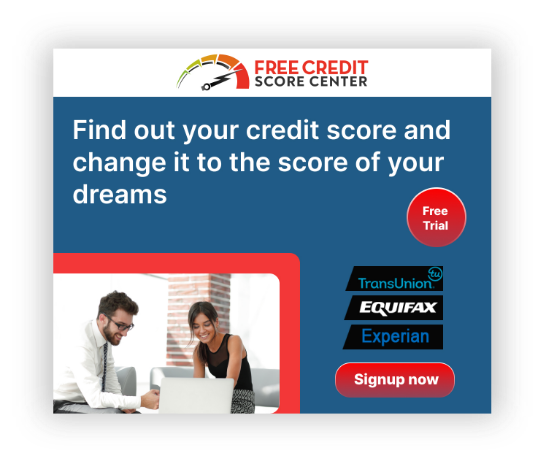 FREE CREDIT
SCORE CENTER
Find out your credit score and
change it to the score of your
dreams
Free
Trial
tu
TransUnion
EQUIFAX
Experian
Signup now